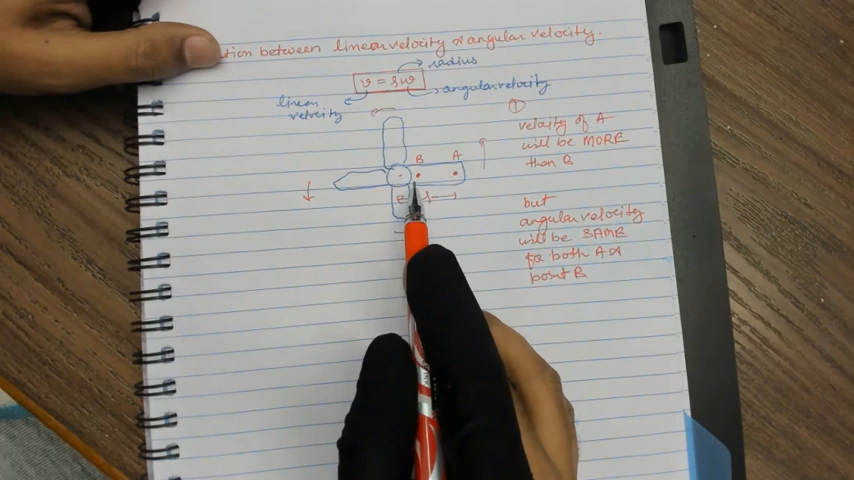 tion between linear velocity & angular velocity.
radius
v = rω
linear velocity
angular velocity
①
B A
velocity of A
will be MORE
than B
but
angular velocity
will be SAME
for both A &
point B